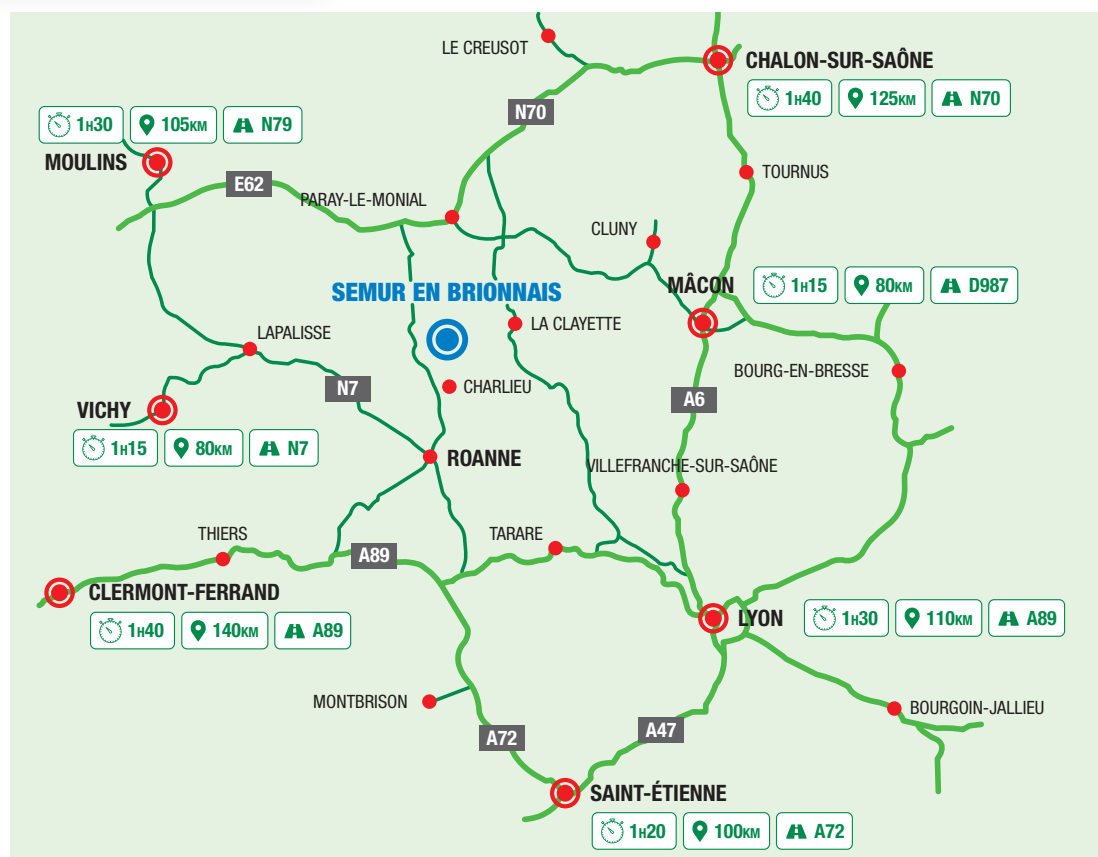 LE CREUSOT
CHALON-SUR-SAÔNE
1H40 125KM N70
N70
1H30 105KM N79
MOULINS
TOURNUS
E62
PARAY-LE-MONIAL
CLUNY
SEMUR EN BRIONNAIS
MÂCON
1H15 80KM D987
LA CLAYETTE
LAPALISSE
BOURG-EN-BRESSE
N7
CHARLIEU
A6
VICHY
1H15 80KM N7
ROANNE
VILLEFRANCHE-SUR-SAÔNE
THIERS
TARARE
A89
CLERMONT-FERRAND
1H40 140KM A89
LYON
1H30 110KM A89
MONTBRISON
BOURGOIN-JALLIEU
A72
A47
SAINT-ÉTIENNE
1H20 100KM A72